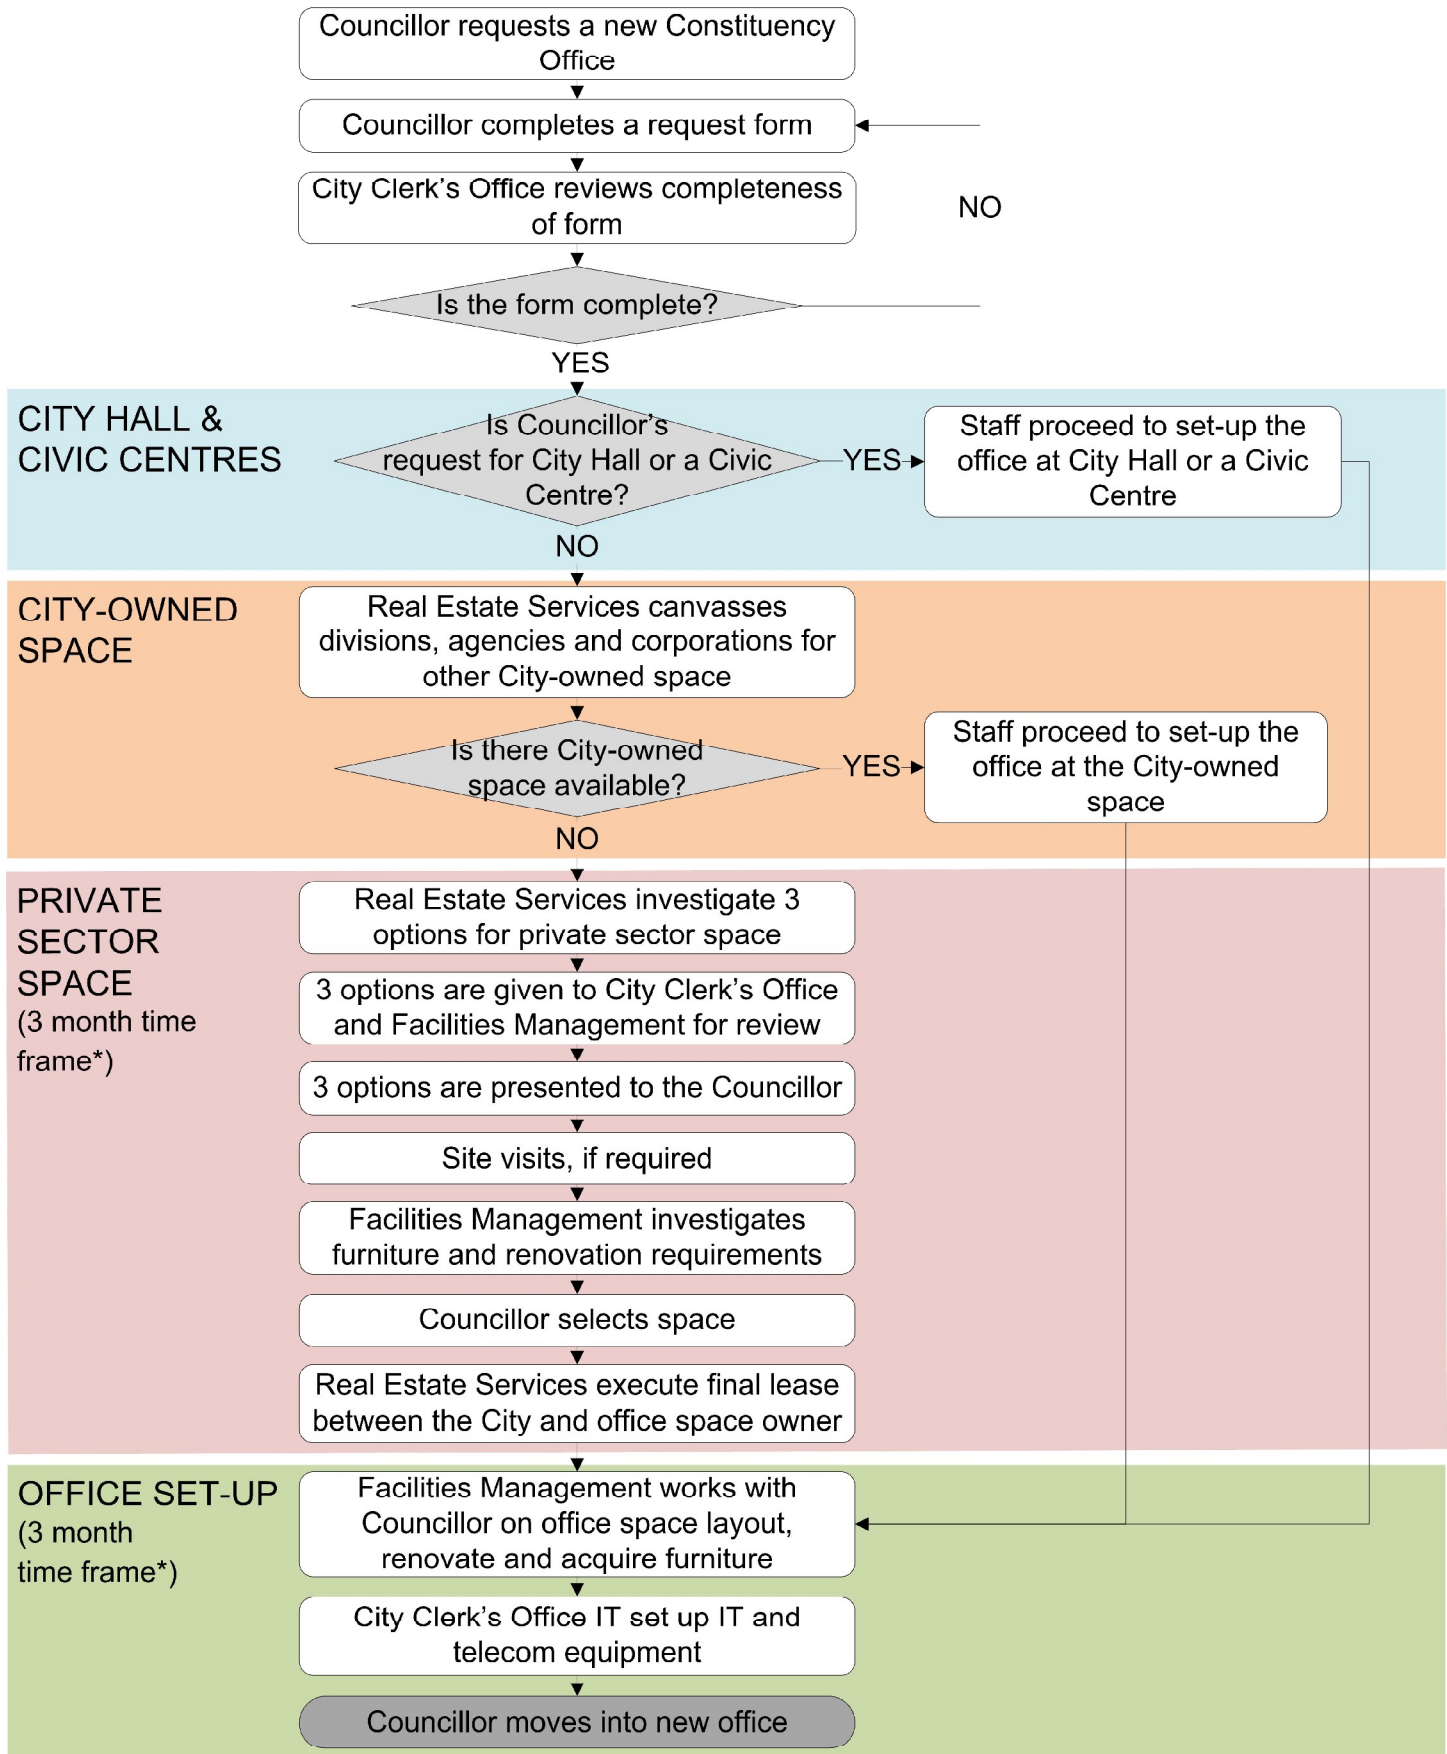 Councillor requests a new Constituency
Office
Councillor completes a request form
City Clerk's Office reviews completeness
of form
NO
Is the form complete?
YES
CITY HALL &
CIVIC CENTRES
Is Councillor's
request for City Hall or a Civic
Centre?
YES
Staff proceed to set-up the
office at City Hall or a Civic
Centre
NO
CITY-OWNED
SPACE
Real Estate Services canvasses
divisions, agencies and corporations for
other City-owned space
Is there City-owned
space available?
YES
Staff proceed to set-up the
office at the City-owned
space
NO
PRIVATE
SECTOR
SPACE
(3 month time
frame*)
Real Estate Services investigate 3
options for private sector space
3 options are given to City Clerk's Office
and Facilities Management for review
3 options are presented to the Councillor
Site visits, if required
Facilities Management investigates
furniture and renovation requirements
Councillor selects space
Real Estate Services execute final lease
between the City and office space owner
OFFICE SET-UP
(3 month
time frame*)
Facilities Management works with
Councillor on office space layout,
renovate and acquire furniture
City Clerk's Office IT set up IT and
telecom equipment
Councillor moves into new office